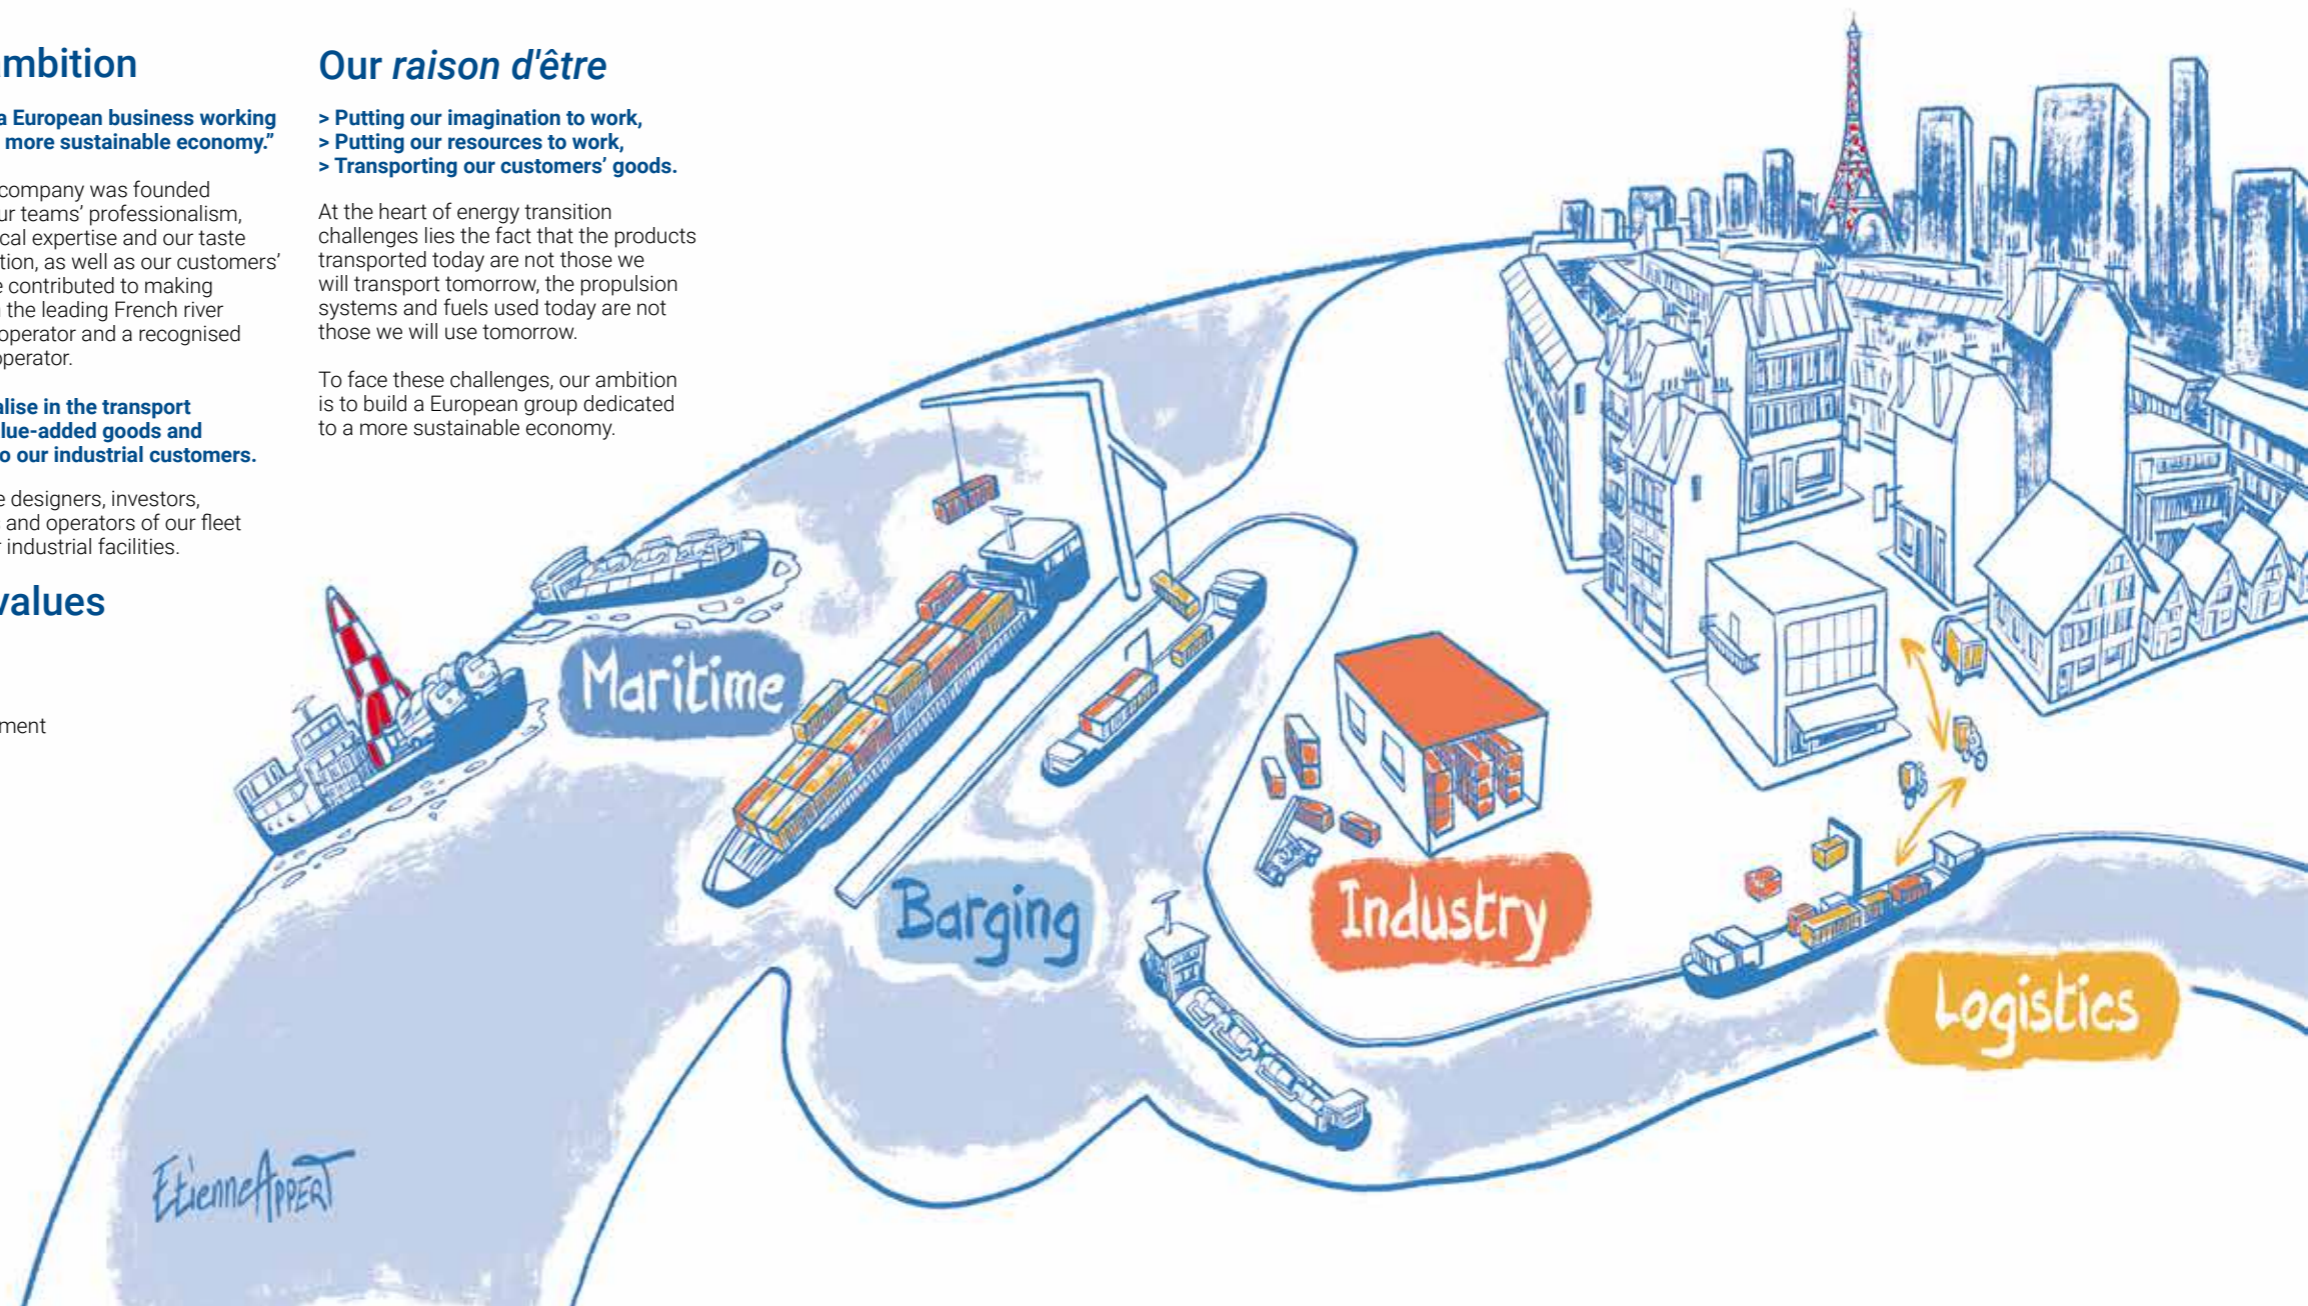 mbition
a European business working
more sustainable economy.”
company was founded
ur teams’ professionalism,
cal expertise and our taste
tion, as well as our customers’
e contributed to making
the leading French river
operator and a recognised
operator.
alise in the transport
lue-added goods and
o our industrial customers.
e designers, investors,
and operators of our fleet
r industrial facilities.
values
ment
Our raison d'être
> Putting our imagination to work,
> Putting our resources to work,
> Transporting our customers’ goods.
At the heart of energy transition
challenges lies the fact that the products
transported today are not those we
will transport tomorrow, the propulsion
systems and fuels used today are not
those we will use tomorrow.
To face these challenges, our ambition
is to build a European group dedicated
to a more sustainable economy.
Maritime
Barging
Industry
Logistics
Etienne Appert